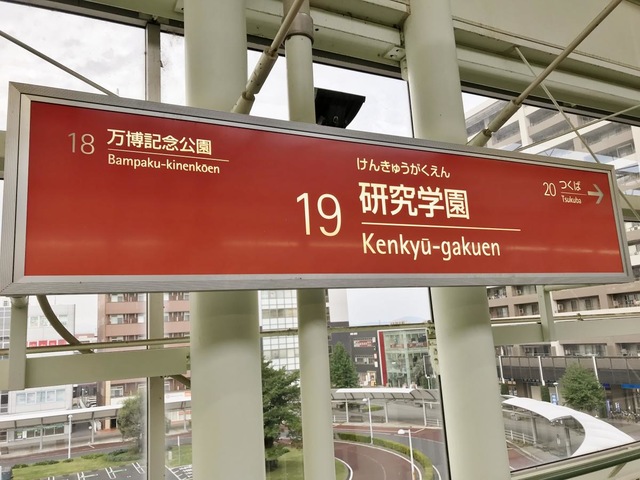 18 万博記念公園
Bampaku-kinenkōen
けんきゅうがくえん
19 研究学園
Kenkyū-gakuen
20 つくば
Tsukuba